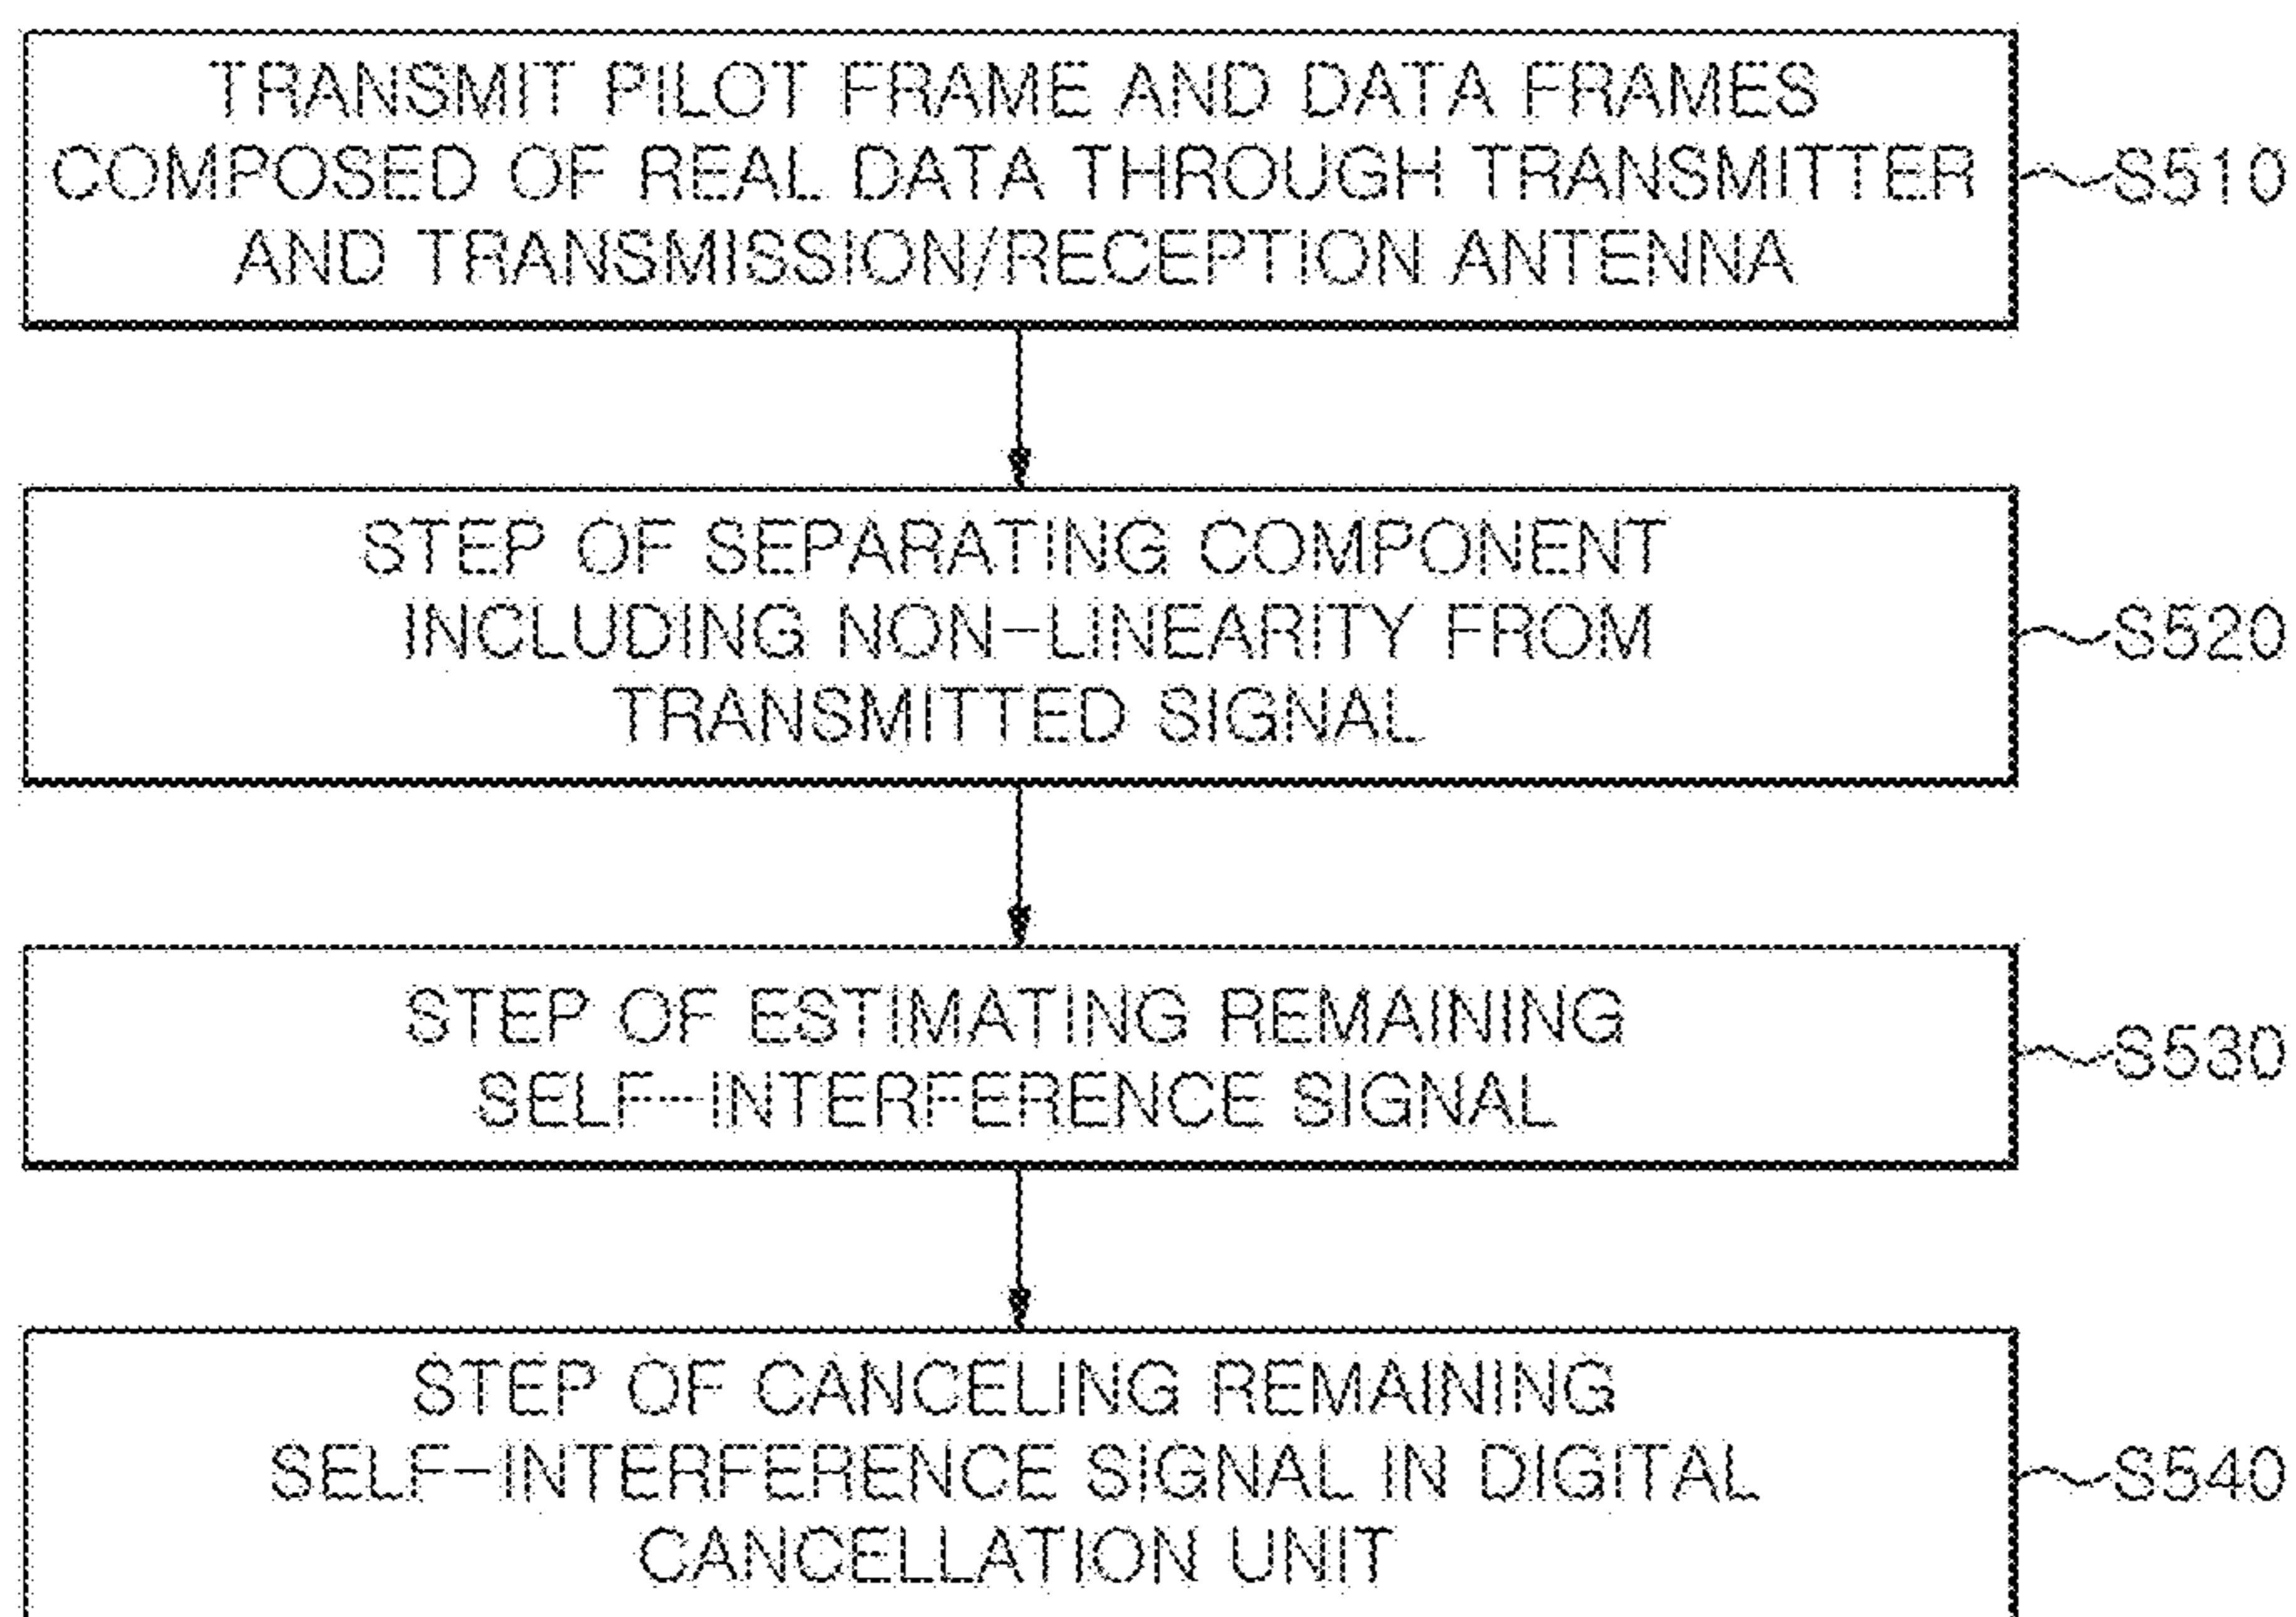 TRANSMIT PILOT FRAME AND DATA FRAMES
COMPOSED OF REAL DATA THROUGH TRANSMITTER
AND TRANSMISSION/RECEPTION ANTENNA
S510
STEP OF SEPARATING COMPONENT
INCLUDING NON-LINEARITY FROM
TRANSMITTED SIGNAL
S520
STEP OF ESTIMATING REMAINING
SELF-INTERFERENCE SIGNAL
S530
STEP OF CANCELING REMAINING
SELF-INTERFERENCE SIGNAL IN DIGITAL
CANCELLATION UNIT
S540